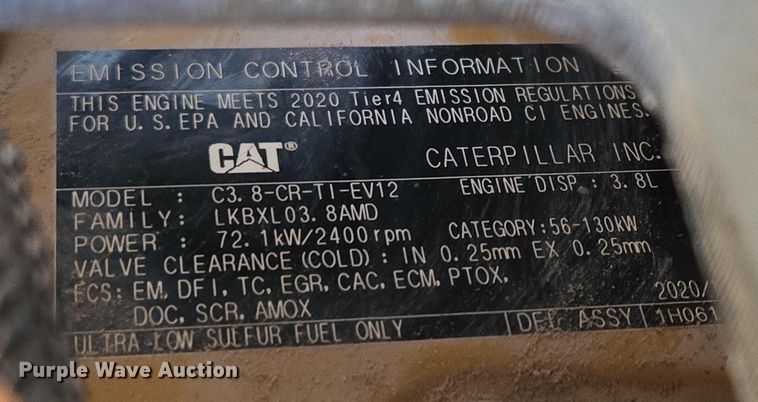 EMISSION CONTROL INFORMATION
THIS ENGINE MEETS 2020 Tier4 EMISSION REGULATIONS
FOR U.S.EPA AND CALIFORNIA NONROAD CI ENGINES.
CAT® CATERPILLAR INC.
MODEL : C3.8-CR-TI-EV12 ENGINE DISP.: 3.8L
FAMILY: LKBXL03.8AMD
POWER : 72.1kW/2400rpm CATEGORY:56-130kW
VALVE CLEARANCE(COLD): IN 0.25mm EX 0.25mm
ECS: EM, DFI, TC, EGR, CAC, ECM, PTOX,
DOC, SCR, AMOX 2020/
ULTRA LOW SULFUR FUEL ONLY DEL ASSY 1H061
Purple Wave Auction